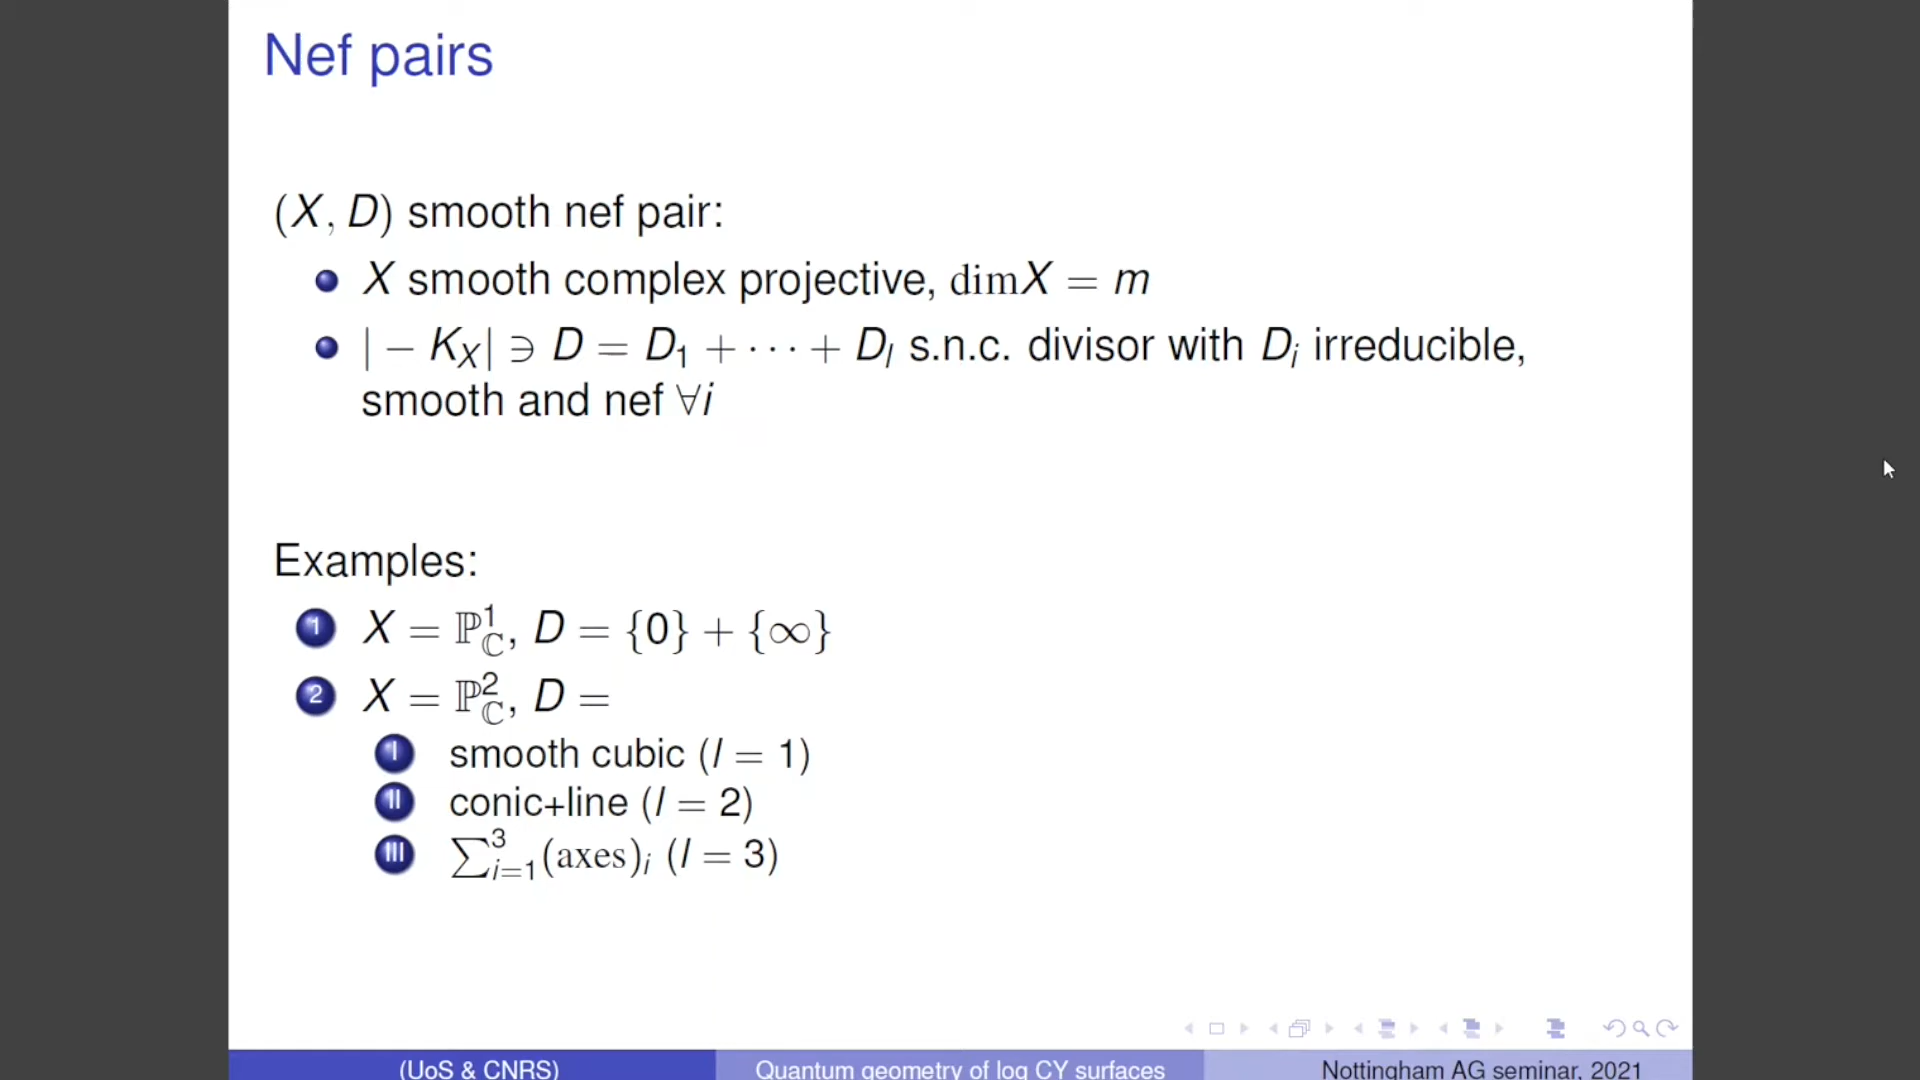 Nef pairs
(X, D) smooth nef pair:
X smooth complex projective, dimX = m
|− K_X| ∋ D = D_1 + · · · + D_l s.n.c. divisor with D_i irreducible,
smooth and nef ∀i
Examples:
1 X = ℙ^1_ℂ, D = {0} + {∞}
2 X = ℙ^2_ℂ, D =
I smooth cubic (l = 1)
II conic+line (l = 2)
III ∑^3_{i=1}(axes)_i (l = 3)
(UoS & CNRS) Quantum geometry of log CY surfaces Nottingham AG seminar, 2021